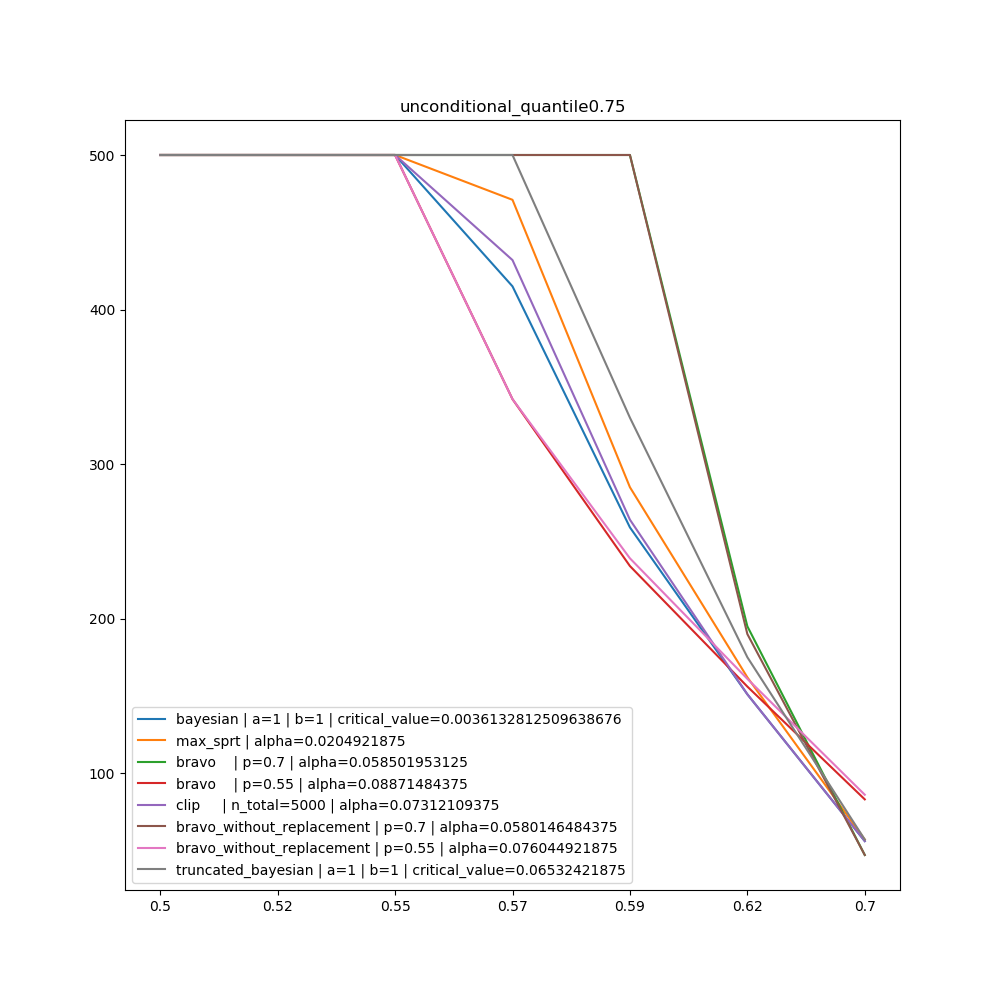 unconditional_quantile0.75
500
400
300
200
100
bayesian | a=1 | b=1 | critical_value=0.0036132812509638676
max_sprt | alpha=0.0204921875
bravo    | p=0.7 | alpha=0.058501953125
bravo    | p=0.55 | alpha=0.08871484375
clip     | n_total=5000 | alpha=0.07312109375
bravo_without_replacement | p=0.7 | alpha=0.0580146484375
bravo_without_replacement | p=0.55 | alpha=0.076044921875
truncated_bayesian | a=1 | b=1 | critical_value=0.06532421875
0.5 0.52 0.55 0.57 0.59 0.62 0.7